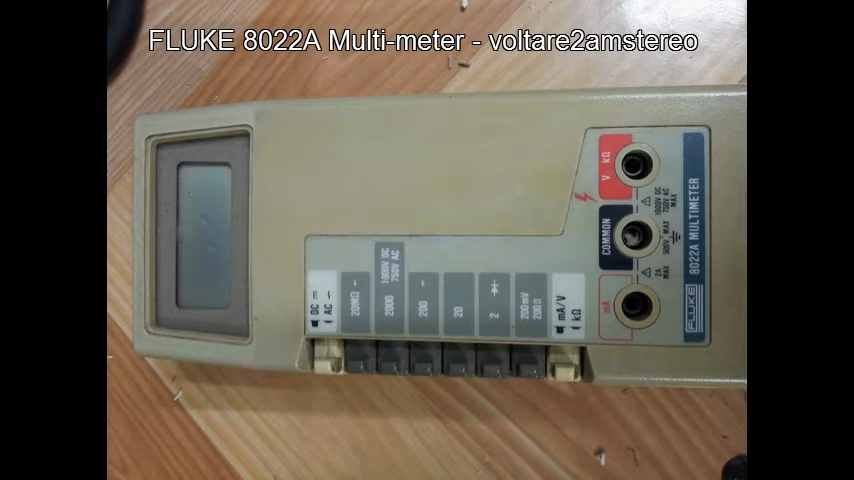 FLUKE 8022A Multi-meter - voltare2amstereo
DC ⎓
AC ~
20MΩ
2000
1000V DC
750V AC
200
20
2
200mV
200Ω
mA/V
kΩ
V kΩ
COMMON
mA
1000V DC
750V AC
MAX
500V MAX
2A
MAX
FLUKE
8022A MULTIMETER